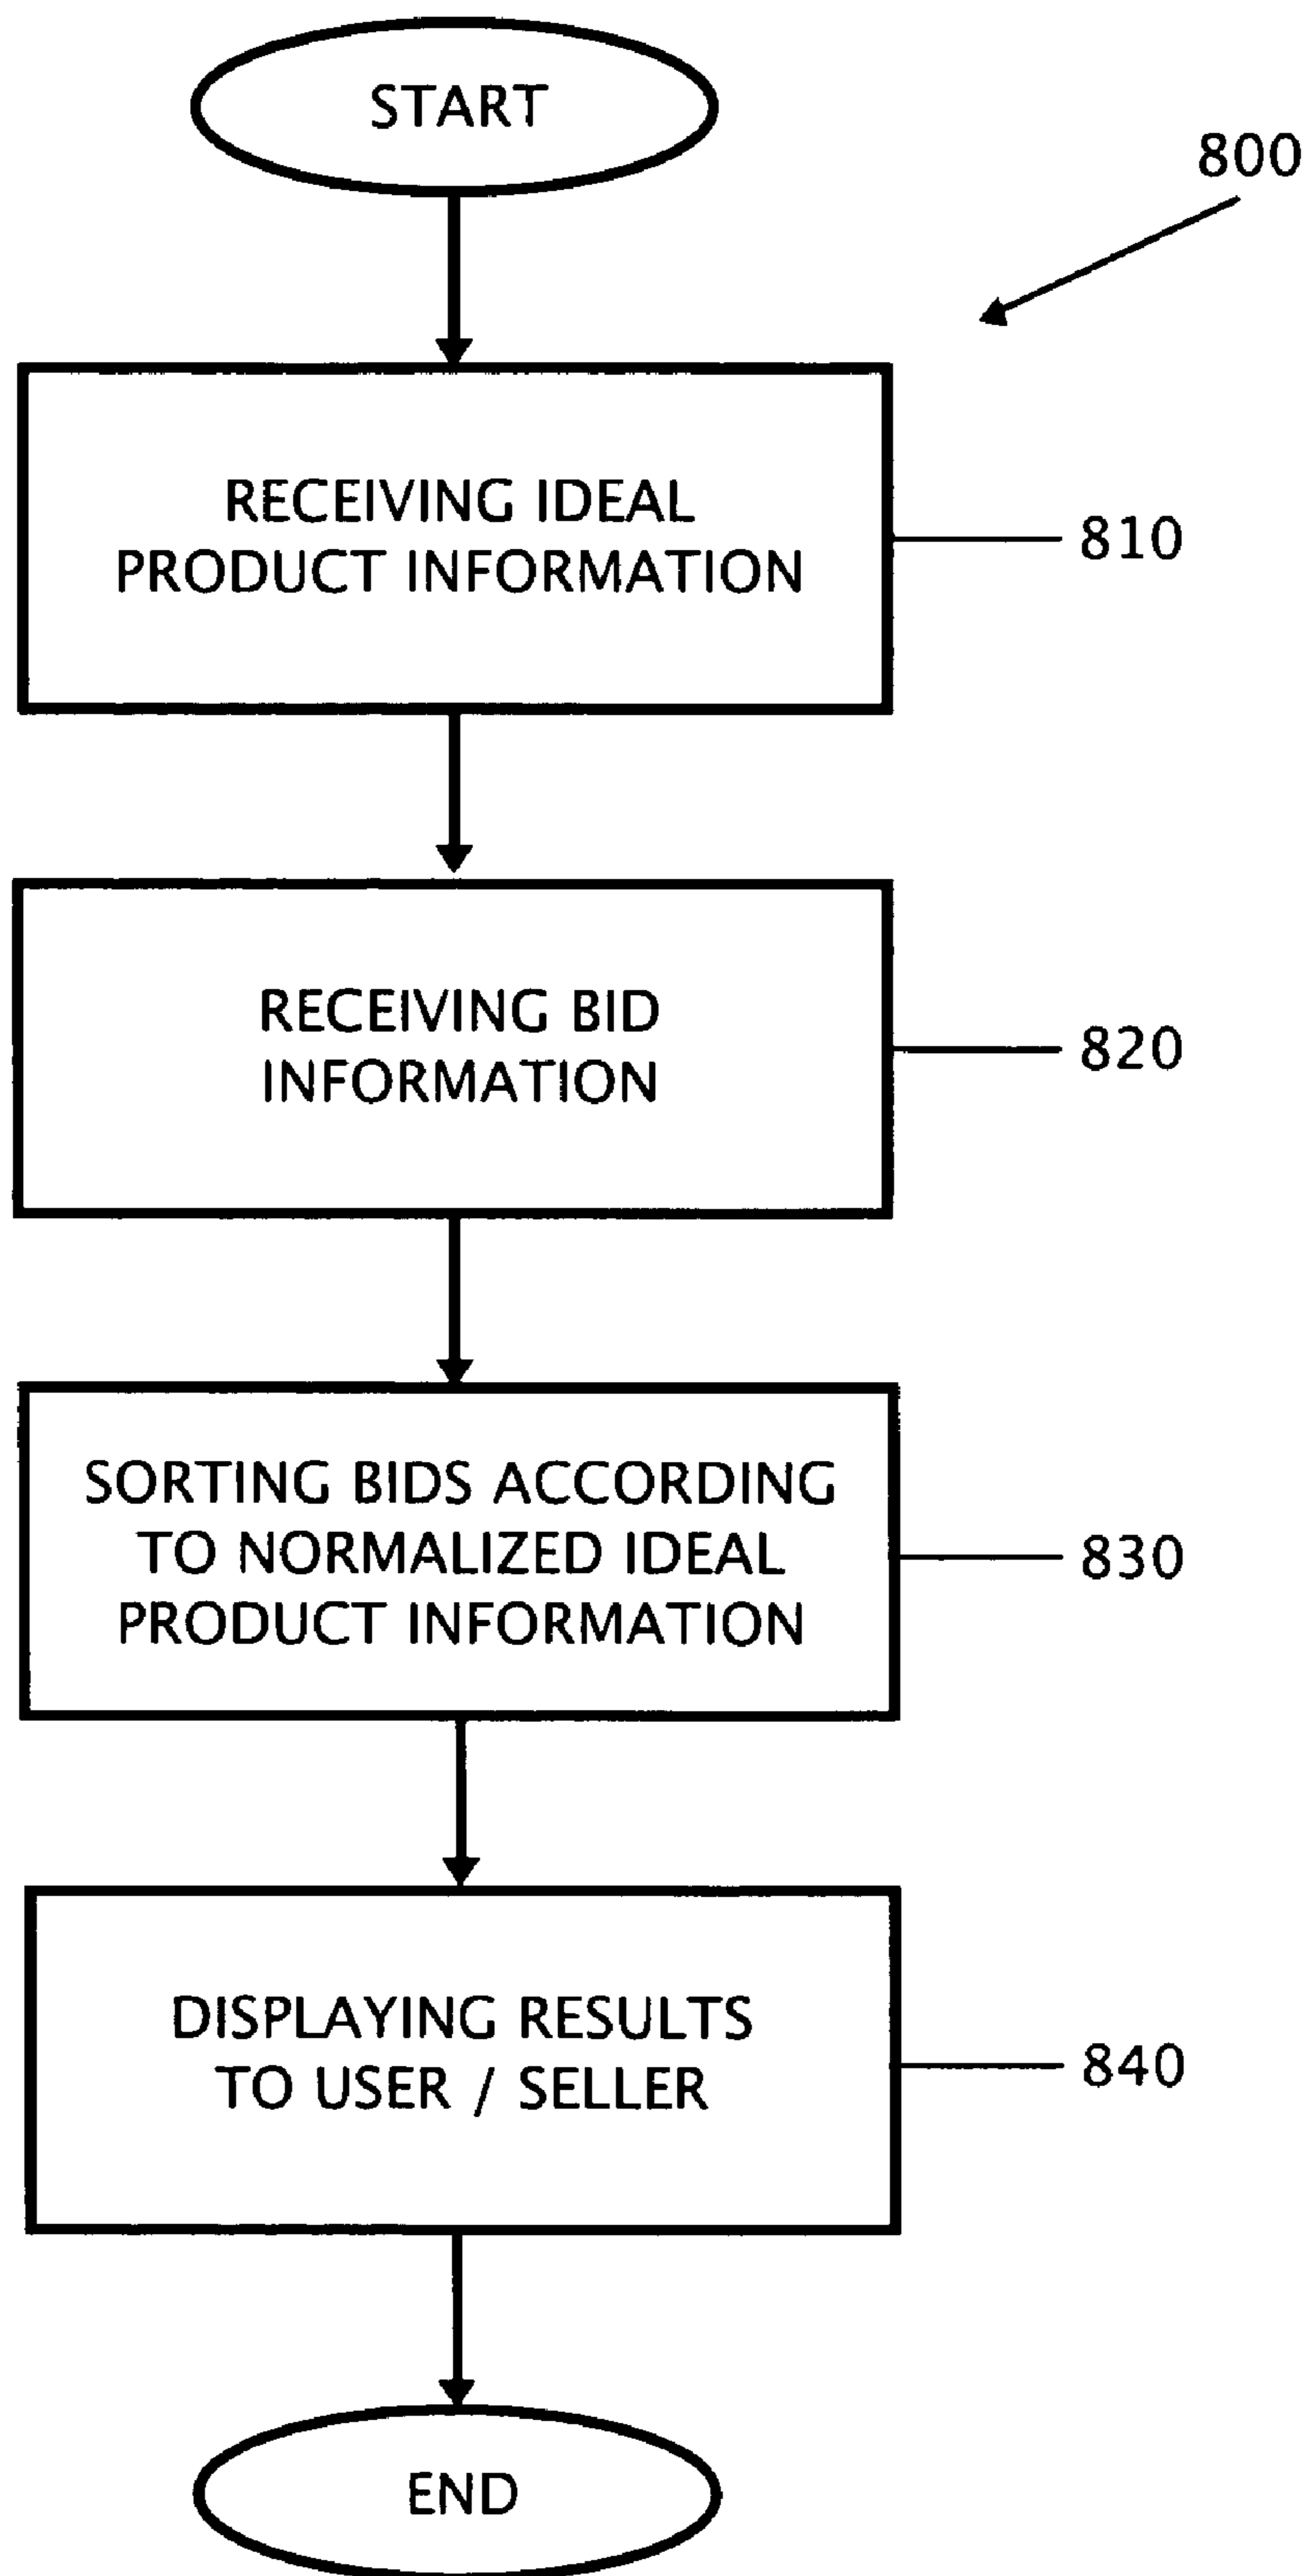 START
800
RECEIVING IDEAL
PRODUCT INFORMATION
810
RECEIVING BID
INFORMATION
820
SORTING BIDS ACCORDING
TO NORMALIZED IDEAL
PRODUCT INFORMATION
830
DISPLAYING RESULTS
TO USER / SELLER
840
END